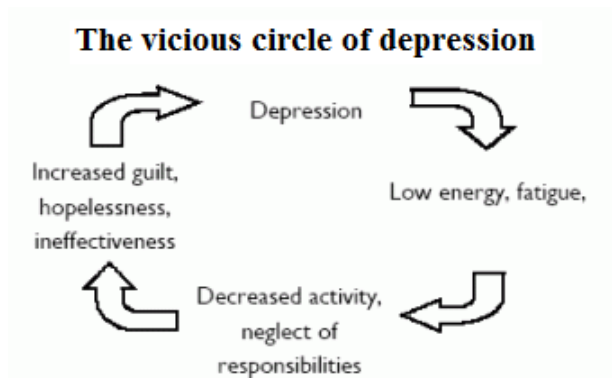 The vicious circle of depression
Depression
Low energy, fatigue,
Decreased activity,
neglect of
responsibilities
Increased guilt,
hopelessness,
ineffectiveness